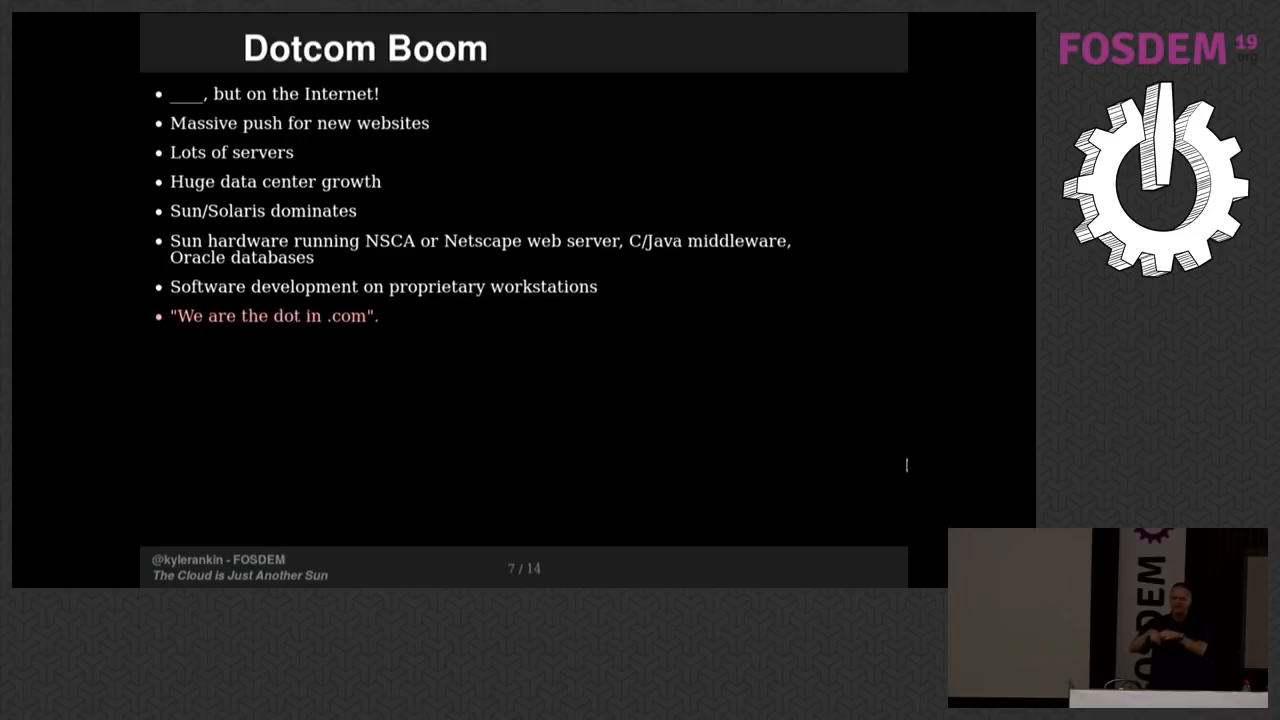 Dotcom Boom
• ____, but on the Internet!
• Massive push for new websites
• Lots of servers
• Huge data center growth
• Sun/Solaris dominates
• Sun hardware running NSCA or Netscape web server, C/Java middleware,
Oracle databases
• Software development on proprietary workstations
• "We are the dot in .com".
@kylerankin - FOSDEM
The Cloud is Just Another Sun
7 / 14
FOSDEM 19
.org
FOSDEM